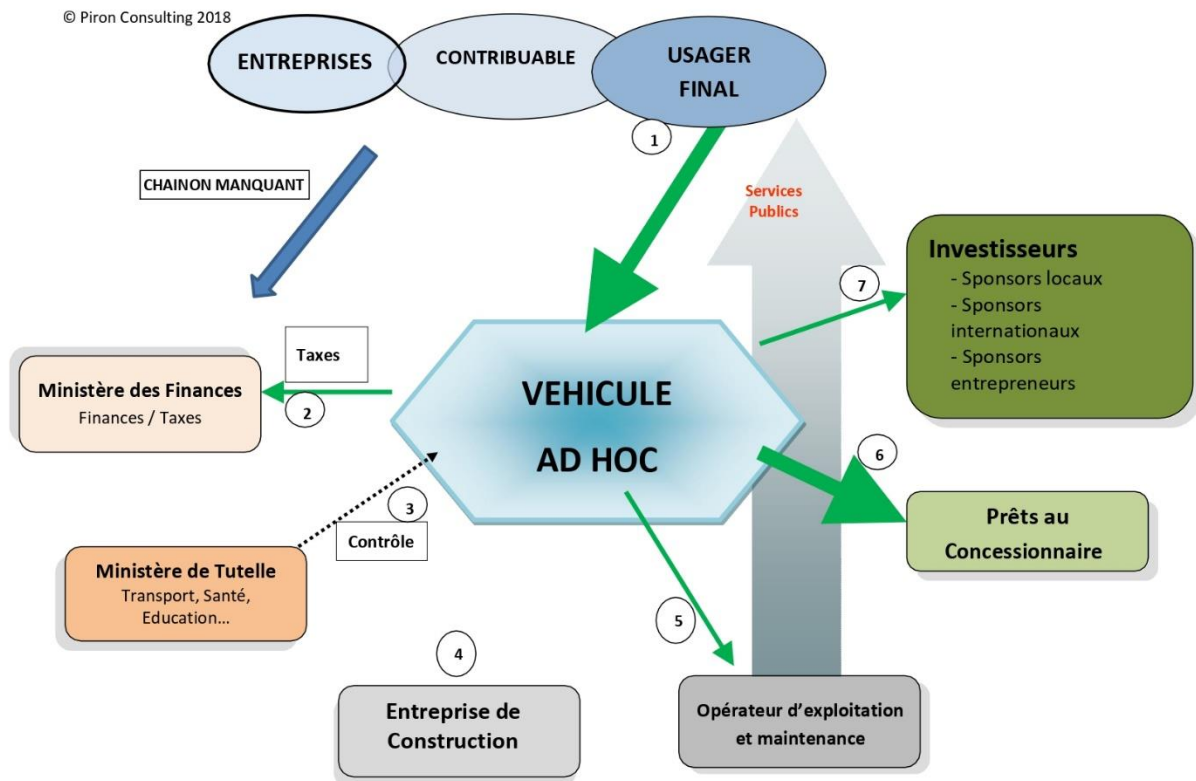 © Piron Consulting 2018
ENTREPRISES
CONTRIBUABLE
USAGER
FINAL
1
CHAINON MANQUANT
Services
Publics
Investisseurs
- Sponsors locaux
- Sponsors
internationaux
- Sponsors
entrepreneurs
7
Taxes
Ministère des Finances
Finances / Taxes
2
VEHICULE
AD HOC
6
3
Contrôle
Prêts au
Concessionnaire
Ministère de Tutelle
Transport, Santé,
Education…
5
4
Entreprise de
Construction
Opérateur d’exploitation
et maintenance